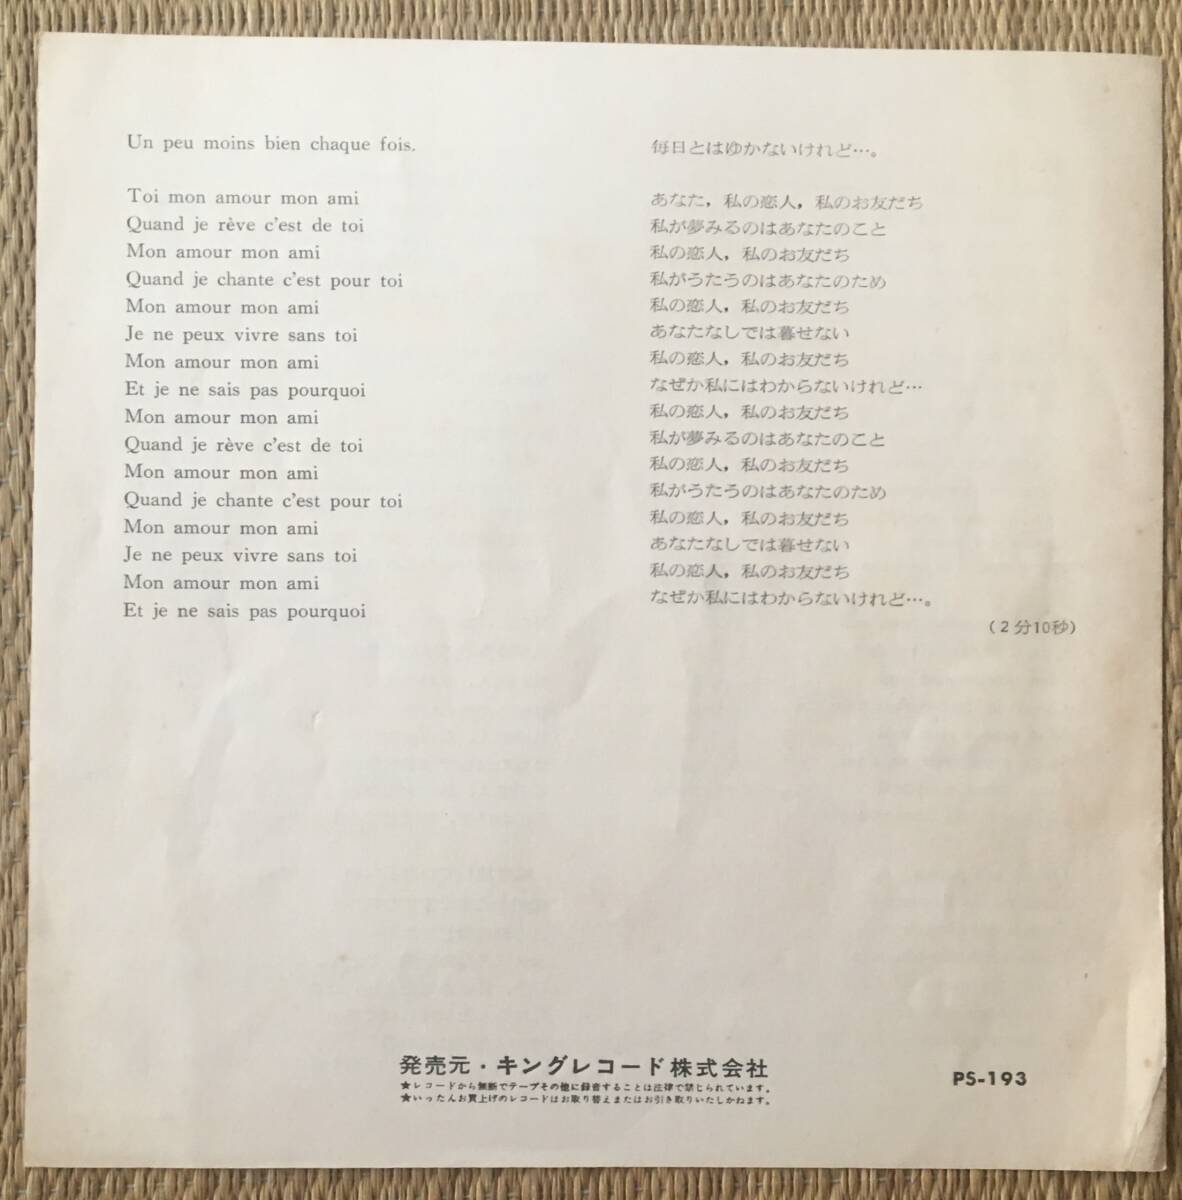 Un peu moins bien chaque fois.

Toi mon amour mon ami
Quand je rêve c'est de toi
Mon amour mon ami
Quand je chante c'est pour toi
Mon amour mon ami
Je ne peux vivre sans toi
Mon amour mon ami
Et je ne sais pas pourquoi
Mon amour mon ami
Quand je rêve c'est de toi
Mon amour mon ami
Quand je chante c'est pour toi
Mon amour mon ami
Je ne peux vivre sans toi
Mon amour mon ami
Et je ne sais pas pourquoi

毎日とはゆかないけれど…。

あなた，私の恋人，私のお友だち
私が夢みるのはあなたのこと
私の恋人，私のお友だち
私がうたうのはあなたのため
私の恋人，私のお友だち
あなたなしでは暮せない
私の恋人，私のお友だち
なぜか私にはわからないけれど…
私の恋人，私のお友だち
私が夢みるのはあなたのこと
私の恋人，私のお友だち
私がうたうのはあなたのため
私の恋人，私のお友だち
あなたなしでは暮せない
私の恋人，私のお友だち
なぜか私にはわからないけれど…。
(２分10秒)

発売元・キングレコード株式会社
★レコードから無断でテープその他に録音することは法律で禁じられています。
★いったんお買上げのレコードはお取り替えまたはお引き取りいたしかねます。
PS-193